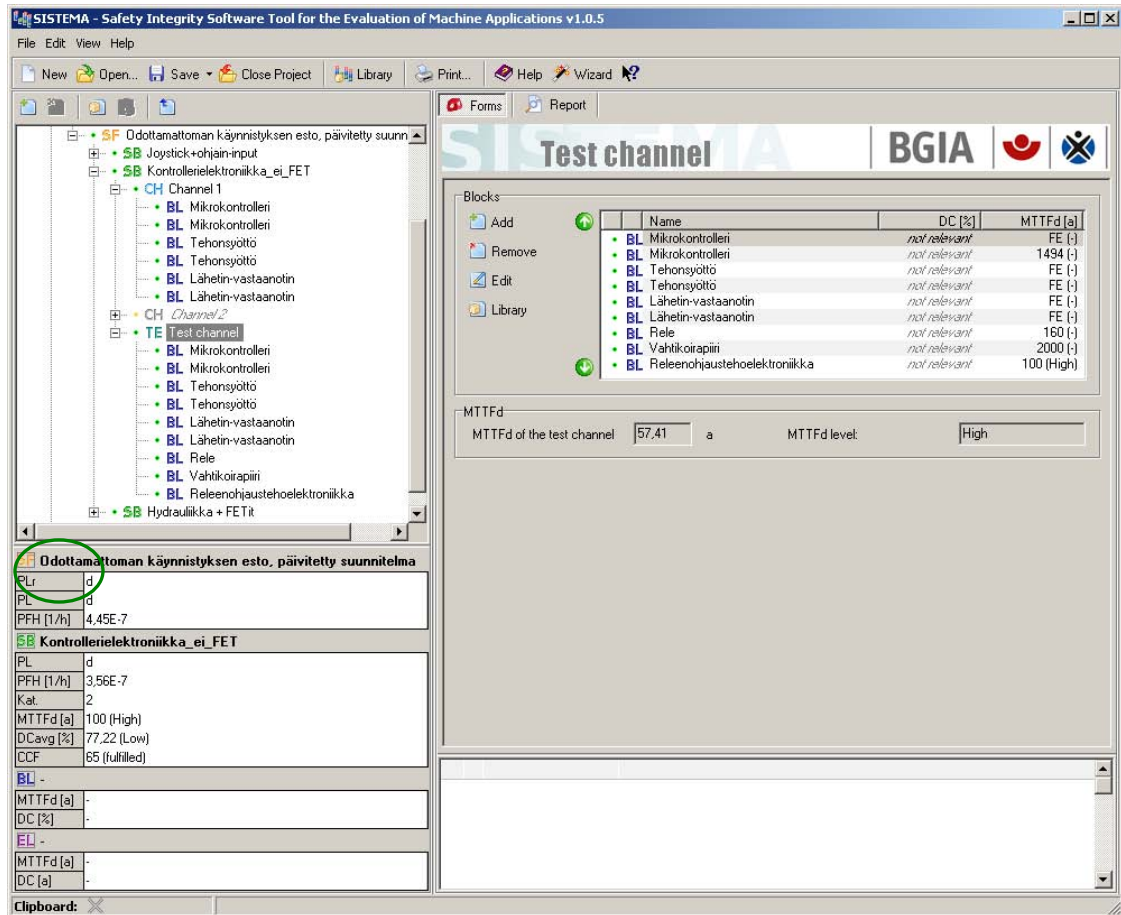 SISTEMA - Safety Integrity Software Tool for the Evaluation of Machine Applications v1.0.5
File Edit View Help
New Open... Save Close Project Library Print... Help Wizard
Forms Report
SF Odottamattoman käynnistyksen esto, päivitetty suunn
SB Joystick+ohjain-input
SB Kontrollerielektroniikka_ei_FET
CH Channel 1
BL Mikrokontrolleri
BL Mikrokontrolleri
BL Tehonsyöttö
BL Tehonsyöttö
BL Lähetin-vastaanotin
BL Lähetin-vastaanotin
CH Channel 2
TE Test channel
BL Mikrokontrolleri
BL Mikrokontrolleri
BL Tehonsyöttö
BL Tehonsyöttö
BL Lähetin-vastaanotin
BL Lähetin-vastaanotin
BL Rele
BL Vahtikoirapiiri
BL Releenohjaustehoelektroniikka
SB Hydrauliikka + FETit
SF Odottamattoman käynnistyksen esto, päivitetty suunnitelma
PLr d
PL d
PFH [1/h] 4,45E-7
SB Kontrollerielektroniikka_ei_FET
PL d
PFH [1/h] 3,56E-7
Kat. 2
MTTFd [a] 100 (High)
DCavg [%] 77,22 (Low)
CCF 65 (fulfilled)
BL -
MTTFd [a] -
DC [%] -
EL -
MTTFd [a] -
DC [a] -
Clipboard:
SISTEMA
Test channel
BGIA
Blocks
Add
Remove
Edit
Library
Name DC [%] MTTFd [a]
BL Mikrokontrolleri not relevant FE (-)
BL Mikrokontrolleri not relevant 1494 (-)
BL Tehonsyöttö not relevant FE (-)
BL Tehonsyöttö not relevant FE (-)
BL Lähetin-vastaanotin not relevant FE (-)
BL Lähetin-vastaanotin not relevant FE (-)
BL Rele not relevant 160 (-)
BL Vahtikoirapiiri not relevant 2000 (-)
BL Releenohjaustehoelektroniikka not relevant 100 (High)
MTTFd
MTTFd of the test channel 57,41 a MTTFd level: High